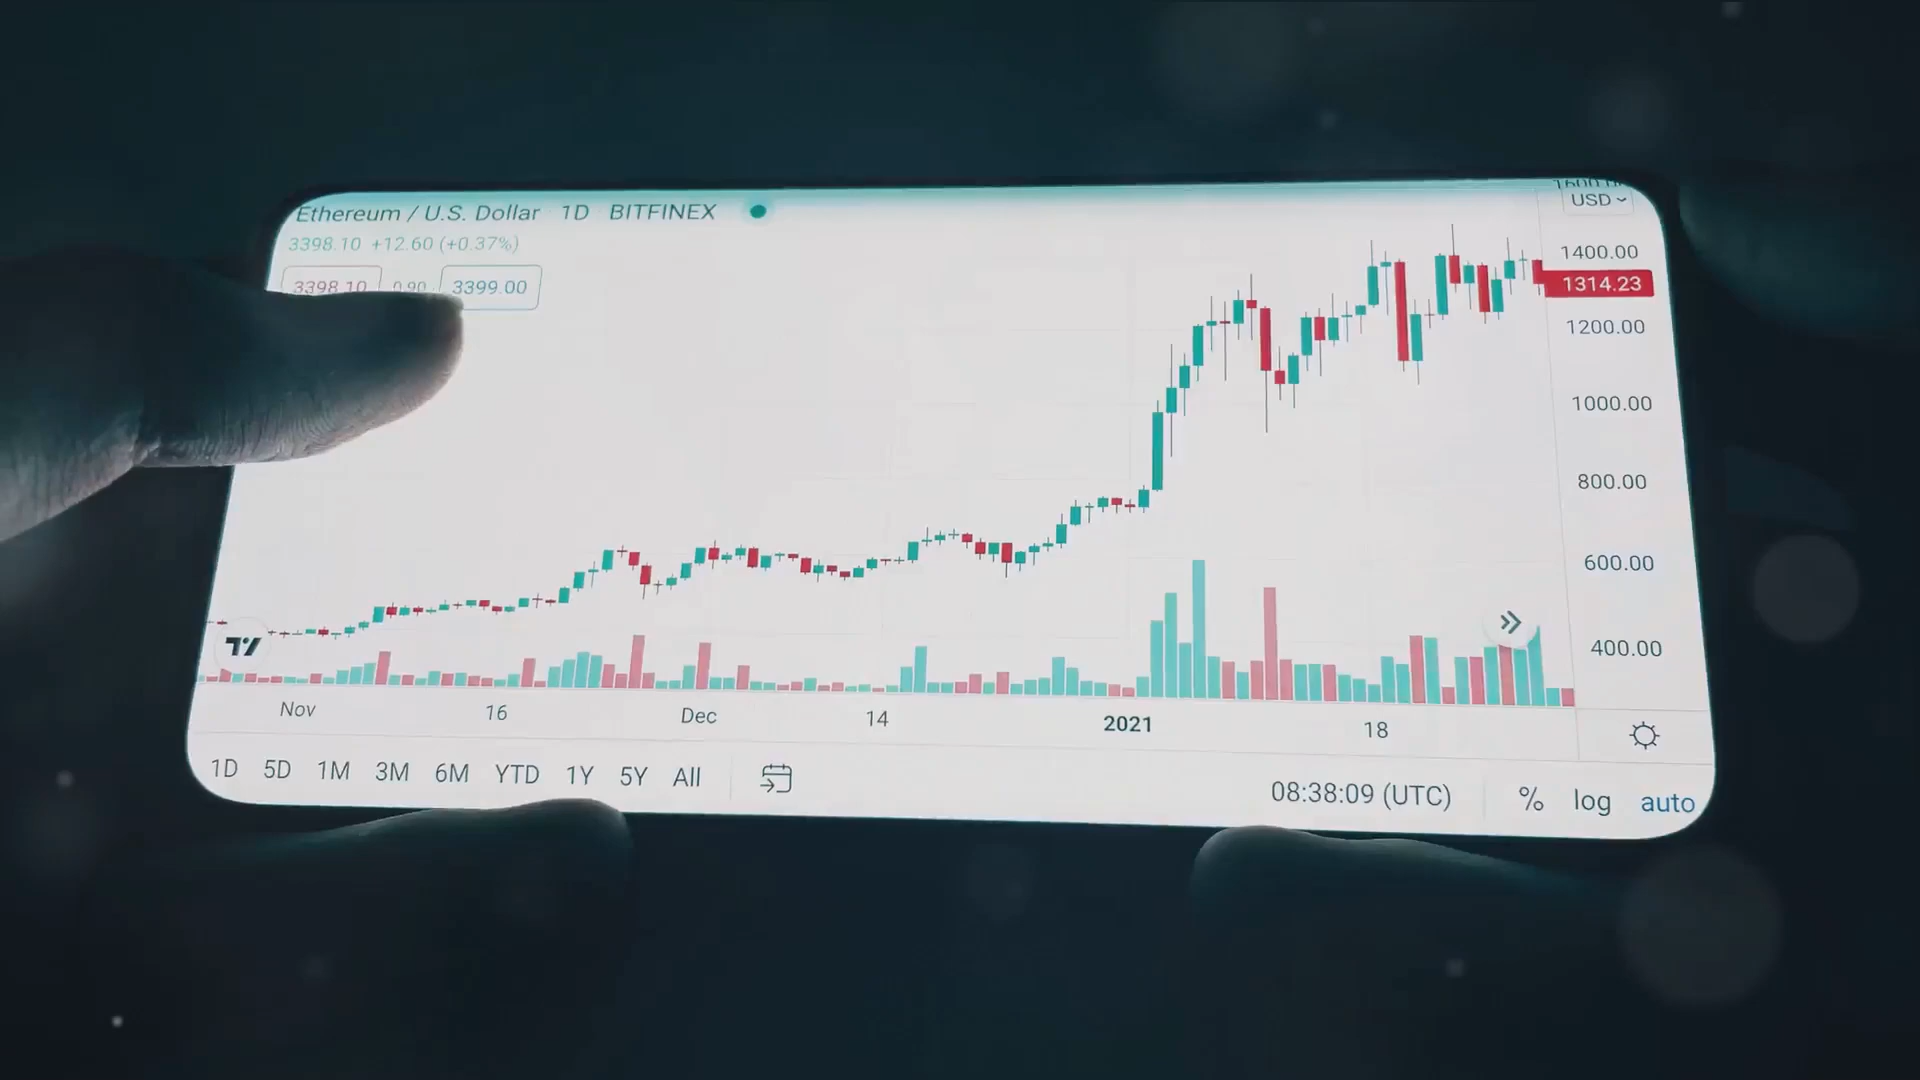 Ethereum / U.S. Dollar 1D BITFINEX
3398.10 +12.60 (+0.37%)
3398.10 0.90 3399.00
USD
1400.00
1314.23
1200.00
1000.00
800.00
600.00
400.00
Nov 16 Dec 14 2021 18
1D 5D 1M 3M 6M YTD 1Y 5Y All
08:38:09 (UTC) % log auto